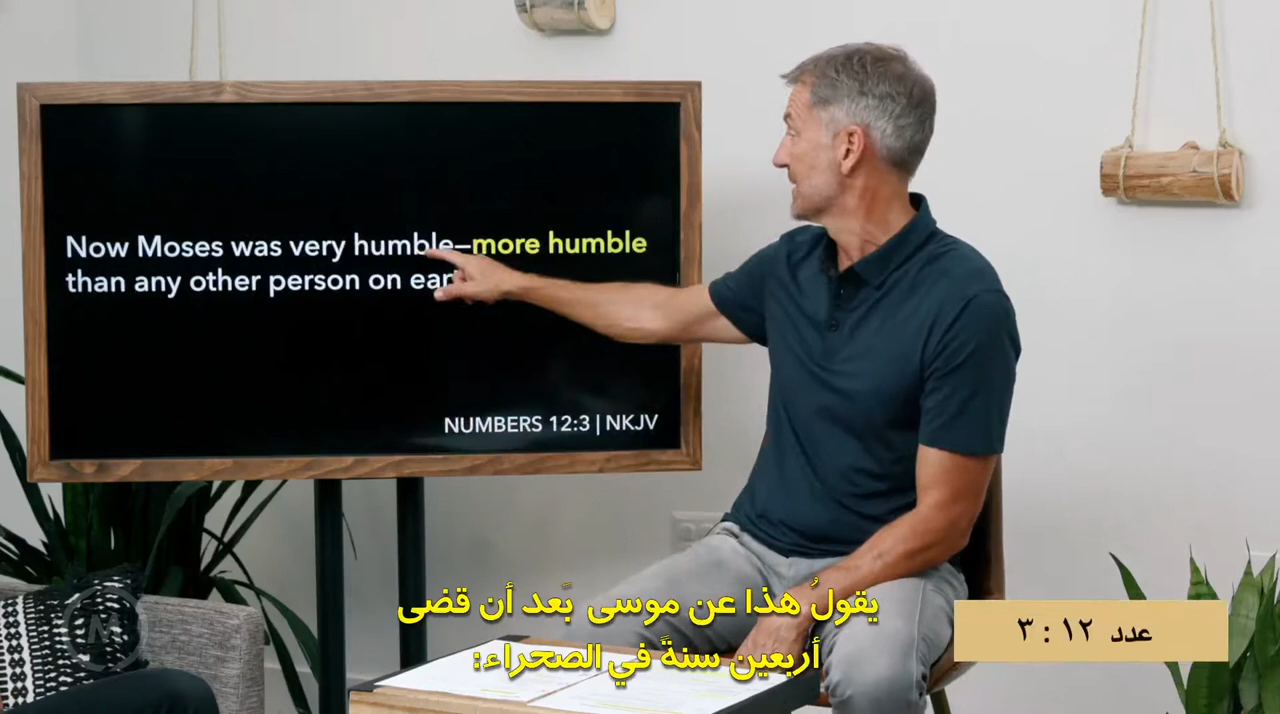 Now Moses was very humble—more humble
than any other person on
NUMBERS 12:3 | NKJV
يقولُ هذا عن موسى بَعد أن قضى
أربعين سنةً في الصحراء:
عدد ١٢ : ٣
M